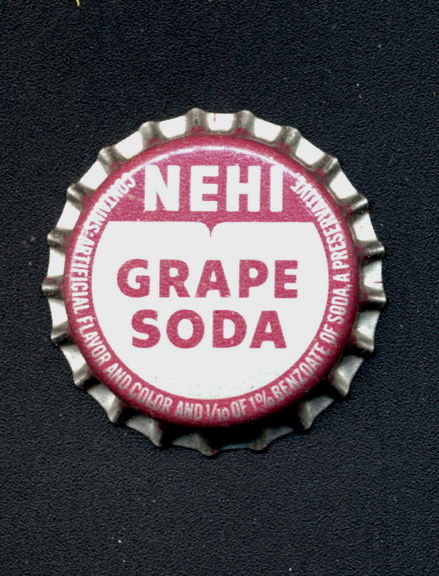 NEHI
GRAPE
SODA
CONTAINS: ARTIFICIAL FLAVOR AND COLOR AND 1/10 OF 1% BENZOATE OF SODA, A PRESERVATIVE